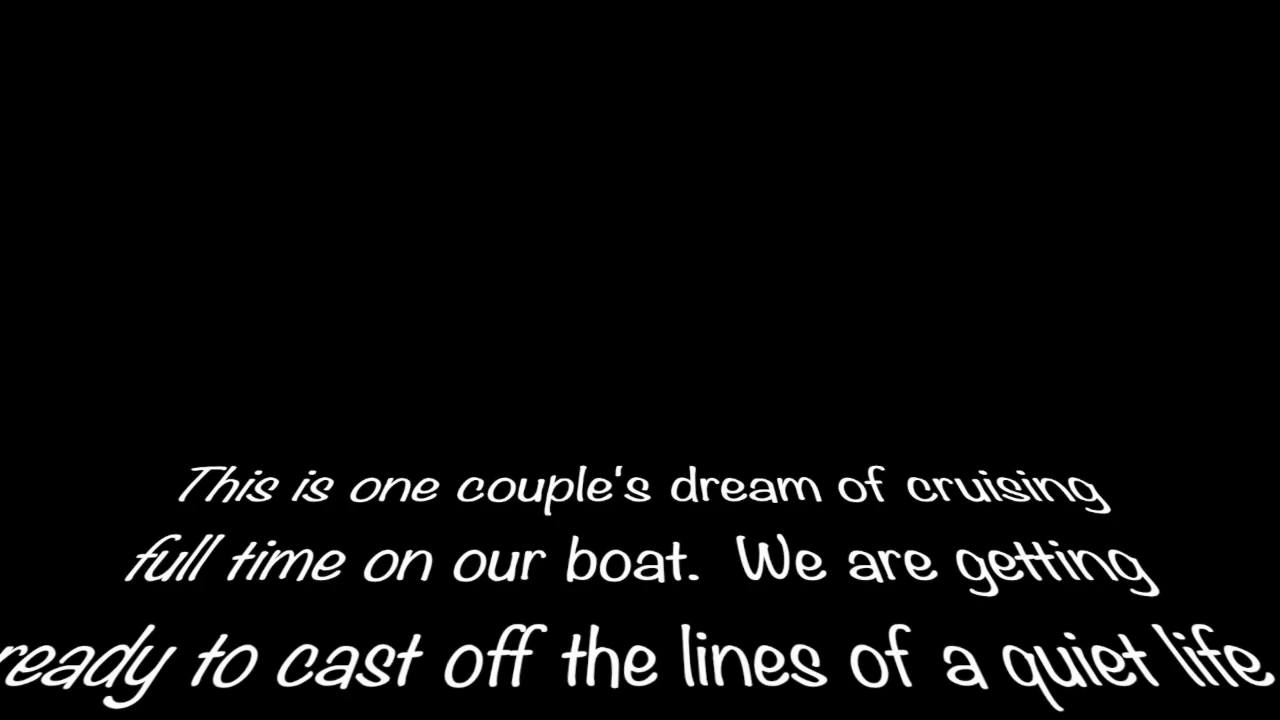 This is one couple's dream of cruising
full time on our boat.  We are getting
ready to cast off the lines of a quiet life